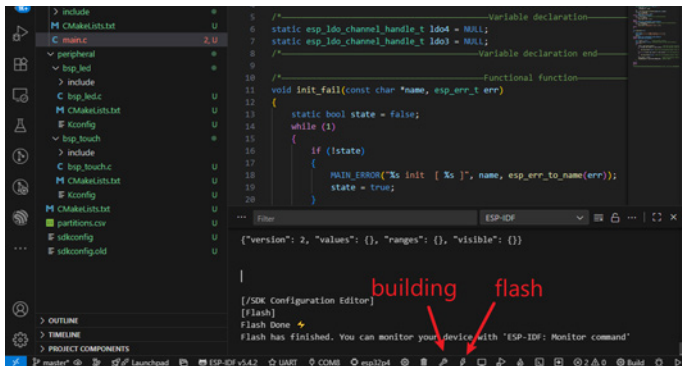 > include
M CMakeLists.txt U
C main.c 2, U
peripheral
bsp_led
> include
C bsp_led.c U
M CMakeLists.txt U
Kconfig U
bsp_touch
> include
C bsp_touch.c U
M CMakeLists.txt U
Kconfig U
M CMakeLists.txt U
partitions.csv U
sdkconfig U
sdkconfig.old U
> OUTLINE
> TIMELINE
> PROJECT COMPONENTS
5 /*—Variable declaration—
6 static esp_ldo_channel_handle_t ldo4 = NULL;
7 static esp_ldo_channel_handle_t ldo3 = NULL;
8 /*—Variable declaration end—
9
10 /*—Functional function—
11 void init_fail(const char *name, esp_err_t err)
12 {
13 static bool state = false;
14 while (1)
15 {
16 if (!state)
17 {
18 MAIN_ERROR("%s init [ %s ]", name, esp_err_to_name(err));
19 state = true;
20 }
Filter ESP-IDF
{"version": 2, "values": {}, "ranges": {}, "visible": {}}
building flash
[/SDK Configuration Editor]
[Flash]
Flash Done
Flash has finished. You can monitor your device with 'ESP-IDF: Monitor command'
master* Launchpad ESP-IDF v5.4.2 UART COM8 esp32p4 2 0 Build